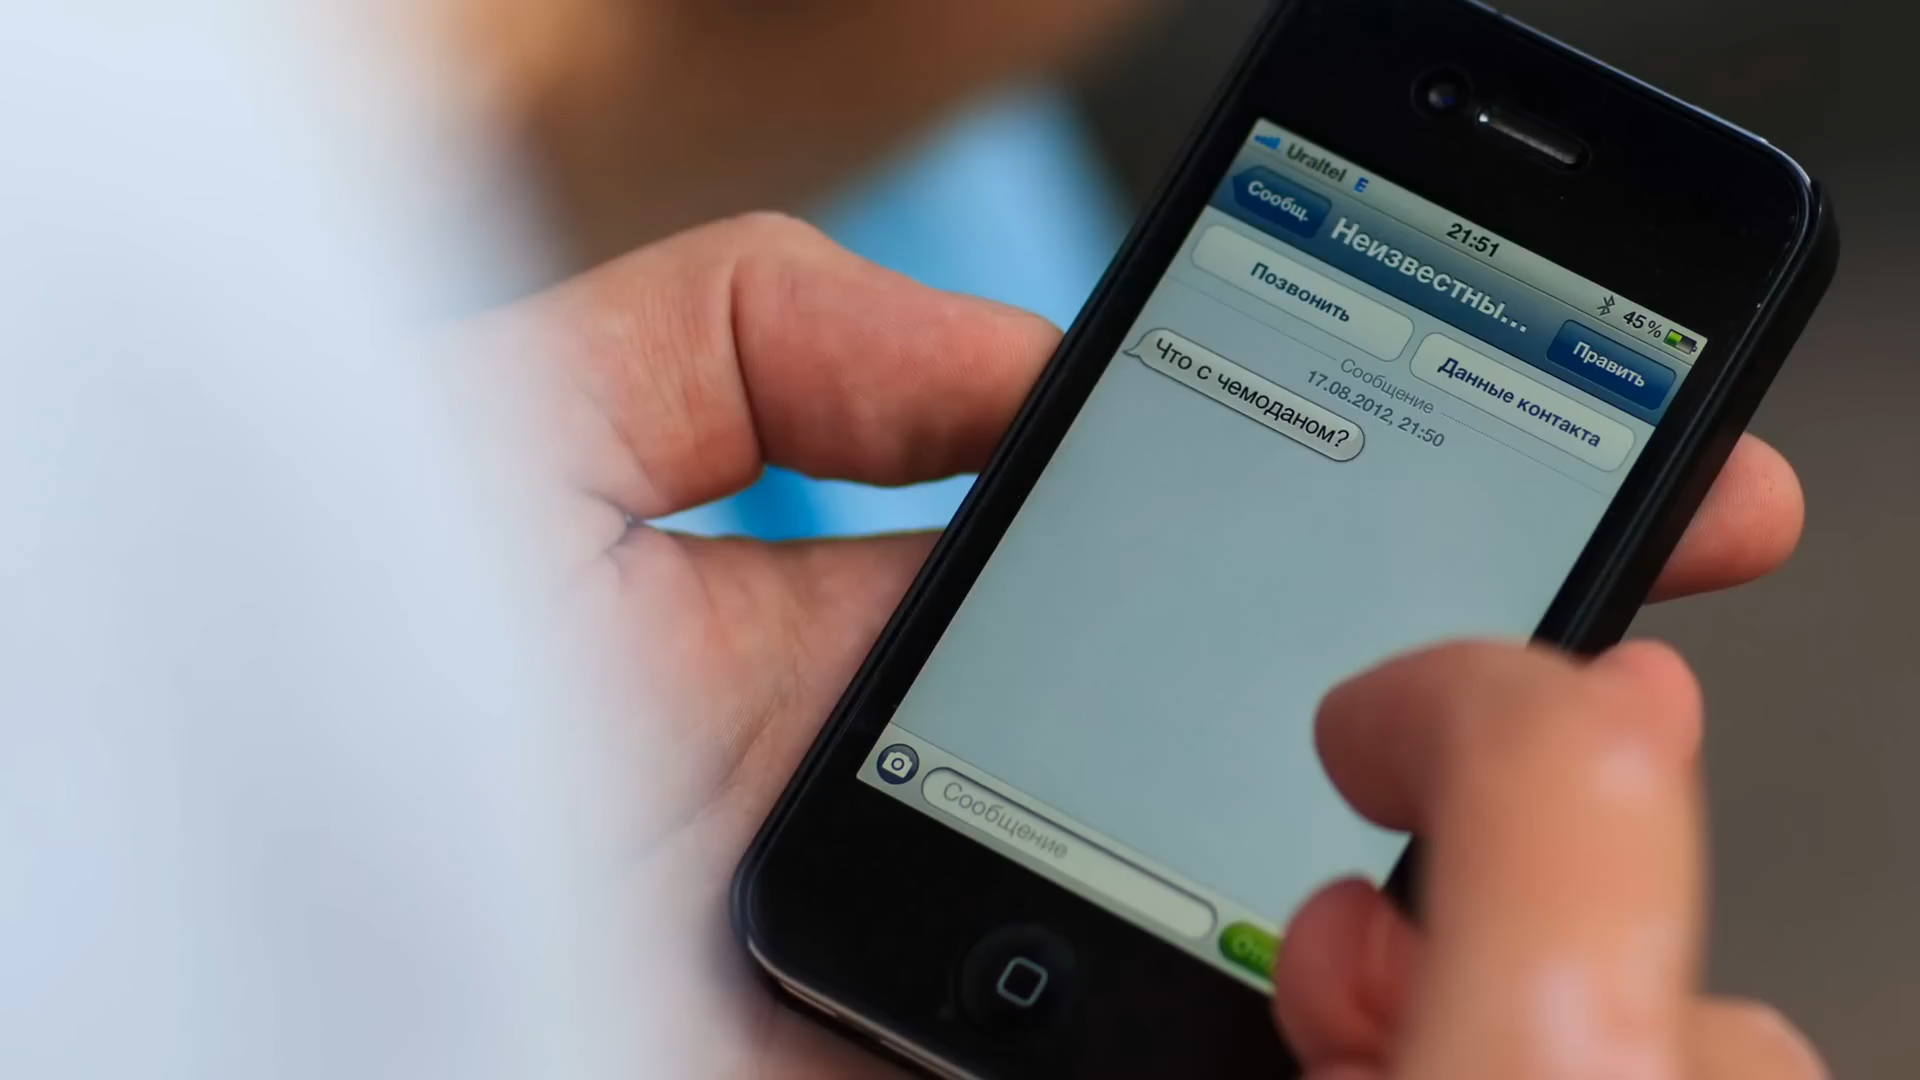 Uraltel E 21:51 45%
Сообщ. Неизвестны... Править
Позвонить Данные контакта
Сообщение
17.08.2012, 21:50
Что с чемоданом?
Сообщение